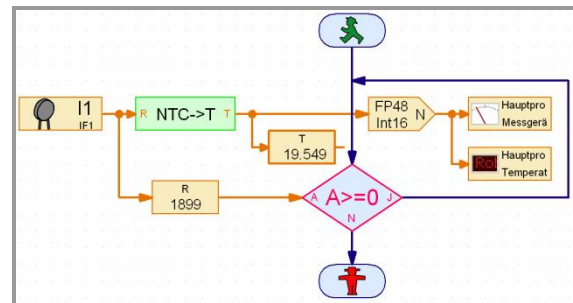 I1
IF1
R NTC->T T
T
19.549
FP48
Int16
N
Hauptpro
Messgerä
Hauptpro
Temperat
R
1899
A A>=0 J
N